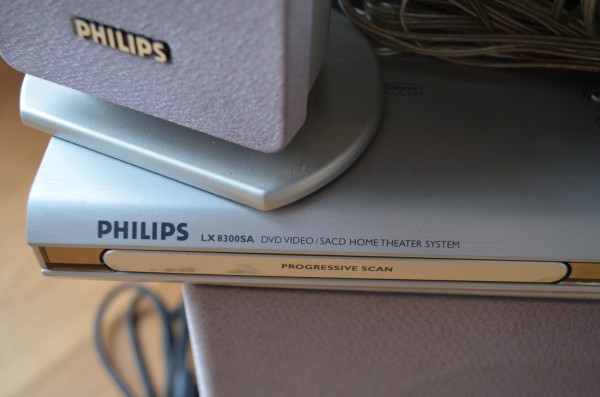 PHILIPS
PHILIPS LX 8300SA DVD VIDEO / SACD HOME THEATER SYSTEM
PROGRESSIVE SCAN